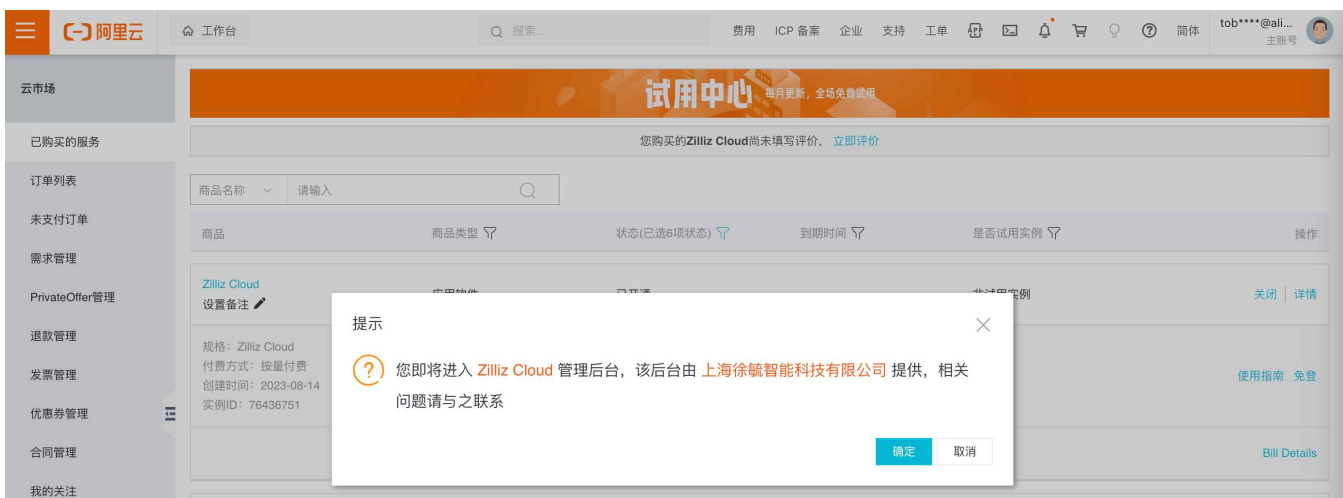 阿里云
工作台
搜索...
费用 ICP 备案 企业 支持 工单 简体
tob****@ali...
主账号
云市场
已购买的服务
订单列表
未支付订单
需求管理
PrivateOffer管理
退款管理
发票管理
优惠券管理
合同管理
我的关注
试用中心 每月更新，全场免费试用
您购买的Zilliz Cloud尚未填写评价， 立即评价
商品名称 请输入
商品 商品类型 状态(已选6项状态) 到期时间 是否试用实例 操作
Zilliz Cloud
设置备注 应用软件 已开通 非试用实例 关闭 详情
规格：Zilliz Cloud
付费方式：按量付费
创建时间：2023-08-14
实例ID：76436751
使用指南 免登
Bill Details
提示
您即将进入 Zilliz Cloud 管理后台，该后台由 上海徐毓智能科技有限公司 提供，相关
问题请与之联系
确定 取消